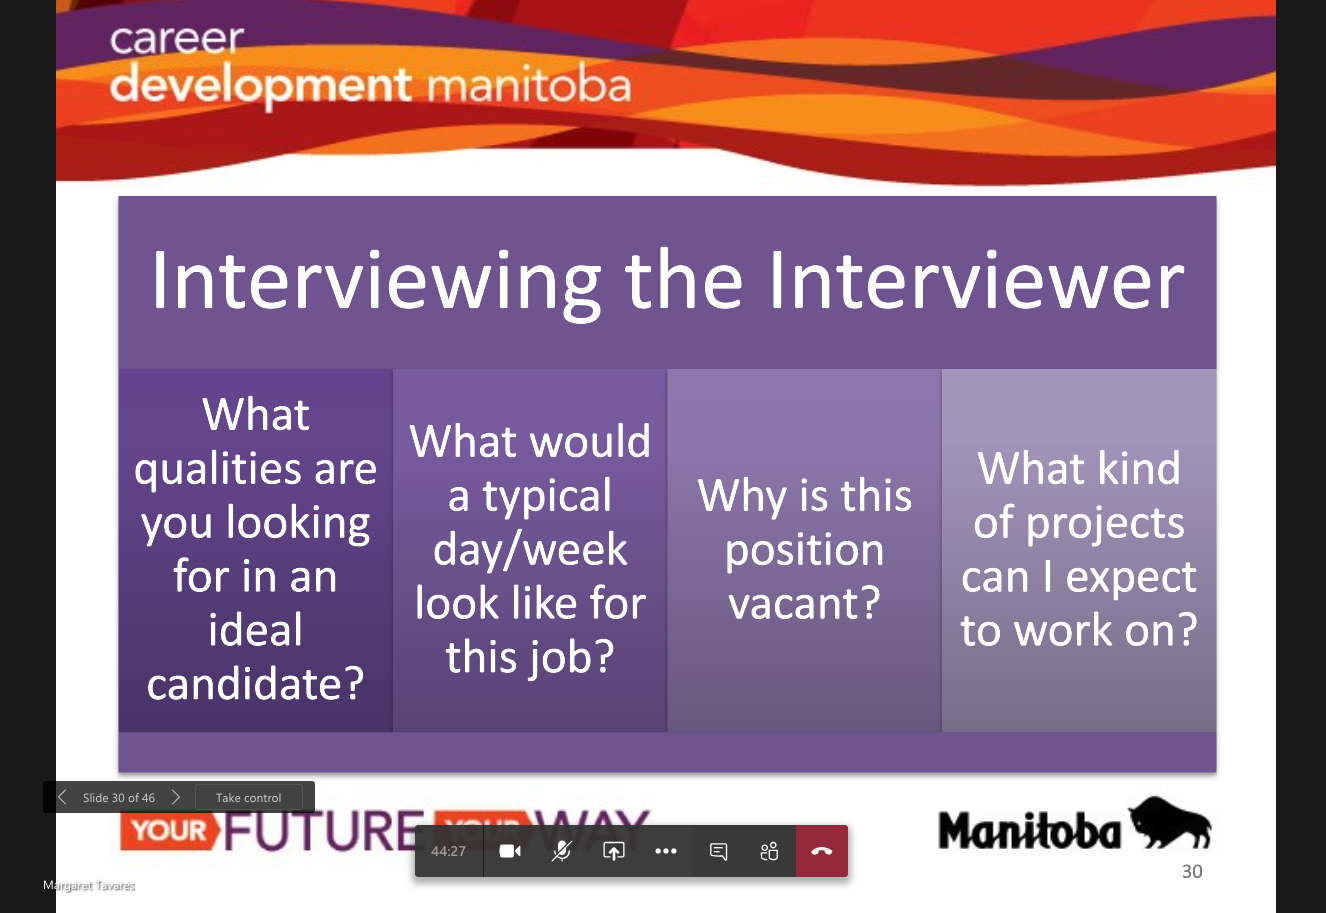 career
development manitoba
Interviewing the Interviewer
What
qualities are
you looking
for in an
ideal
candidate?
What would
a typical
day/week
look like for
this job?
Why is this
position
vacant?
What kind
of projects
can I expect
to work on?
Slide 30 of 46
Take control
YOUR FUTURE YOUR WAY
Manitoba
44:27
30
Margaret Tavares